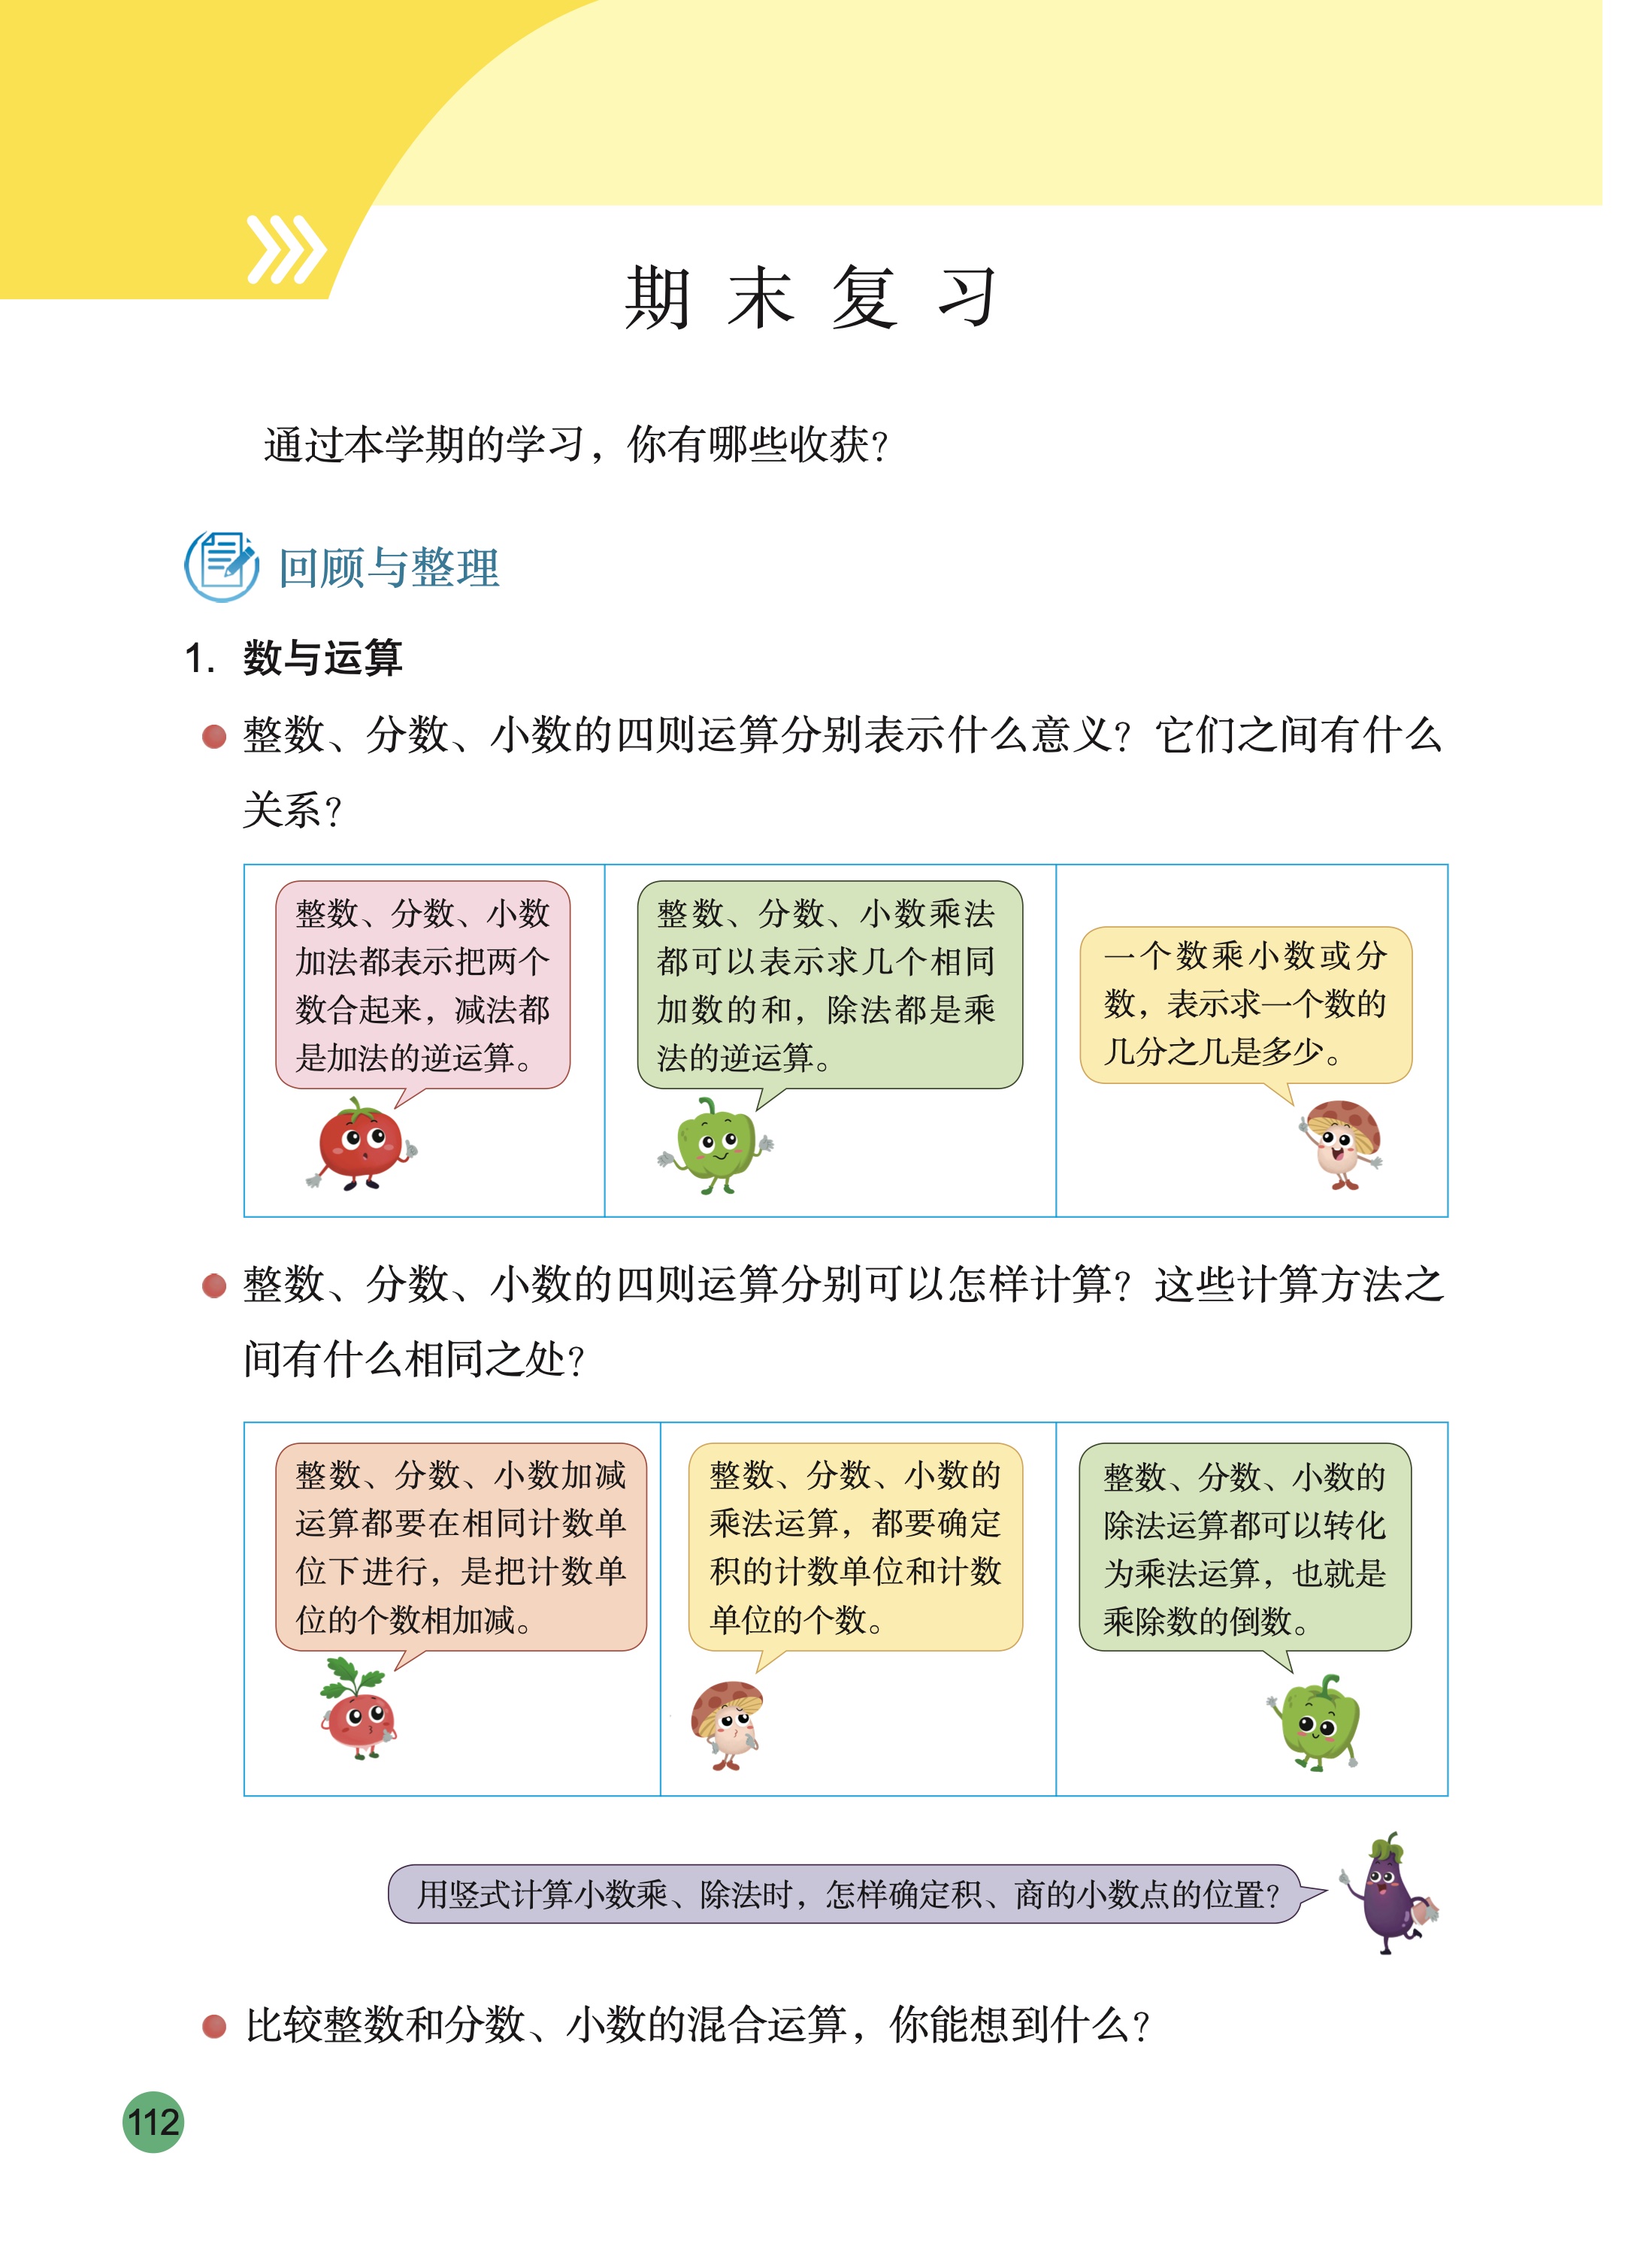 期末复习
通过本学期的学习，你有哪些收获？
回顾与整理
1. 数与运算
整数、分数、小数的四则运算分别表示什么意义？它们之间有什么
关系？
整数、分数、小数
加法都表示把两个
数合起来，减法都
是加法的逆运算。
整数、分数、小数乘法
都可以表示求几个相同
加数的和，除法都是乘
法的逆运算。
一个数乘小数或分
数，表示求一个数的
几分之几是多少。
整数、分数、小数的四则运算分别可以怎样计算？这些计算方法之
间有什么相同之处？
整数、分数、小数加减
运算都要在相同计数单
位下进行，是把计数单
位的个数相加减。
整数、分数、小数的
乘法运算，都要确定
积的计数单位和计数
单位的个数。
整数、分数、小数的
除法运算都可以转化
为乘法运算，也就是
乘除数的倒数。
用竖式计算小数乘、除法时，怎样确定积、商的小数点的位置？
比较整数和分数、小数的混合运算，你能想到什么？
112